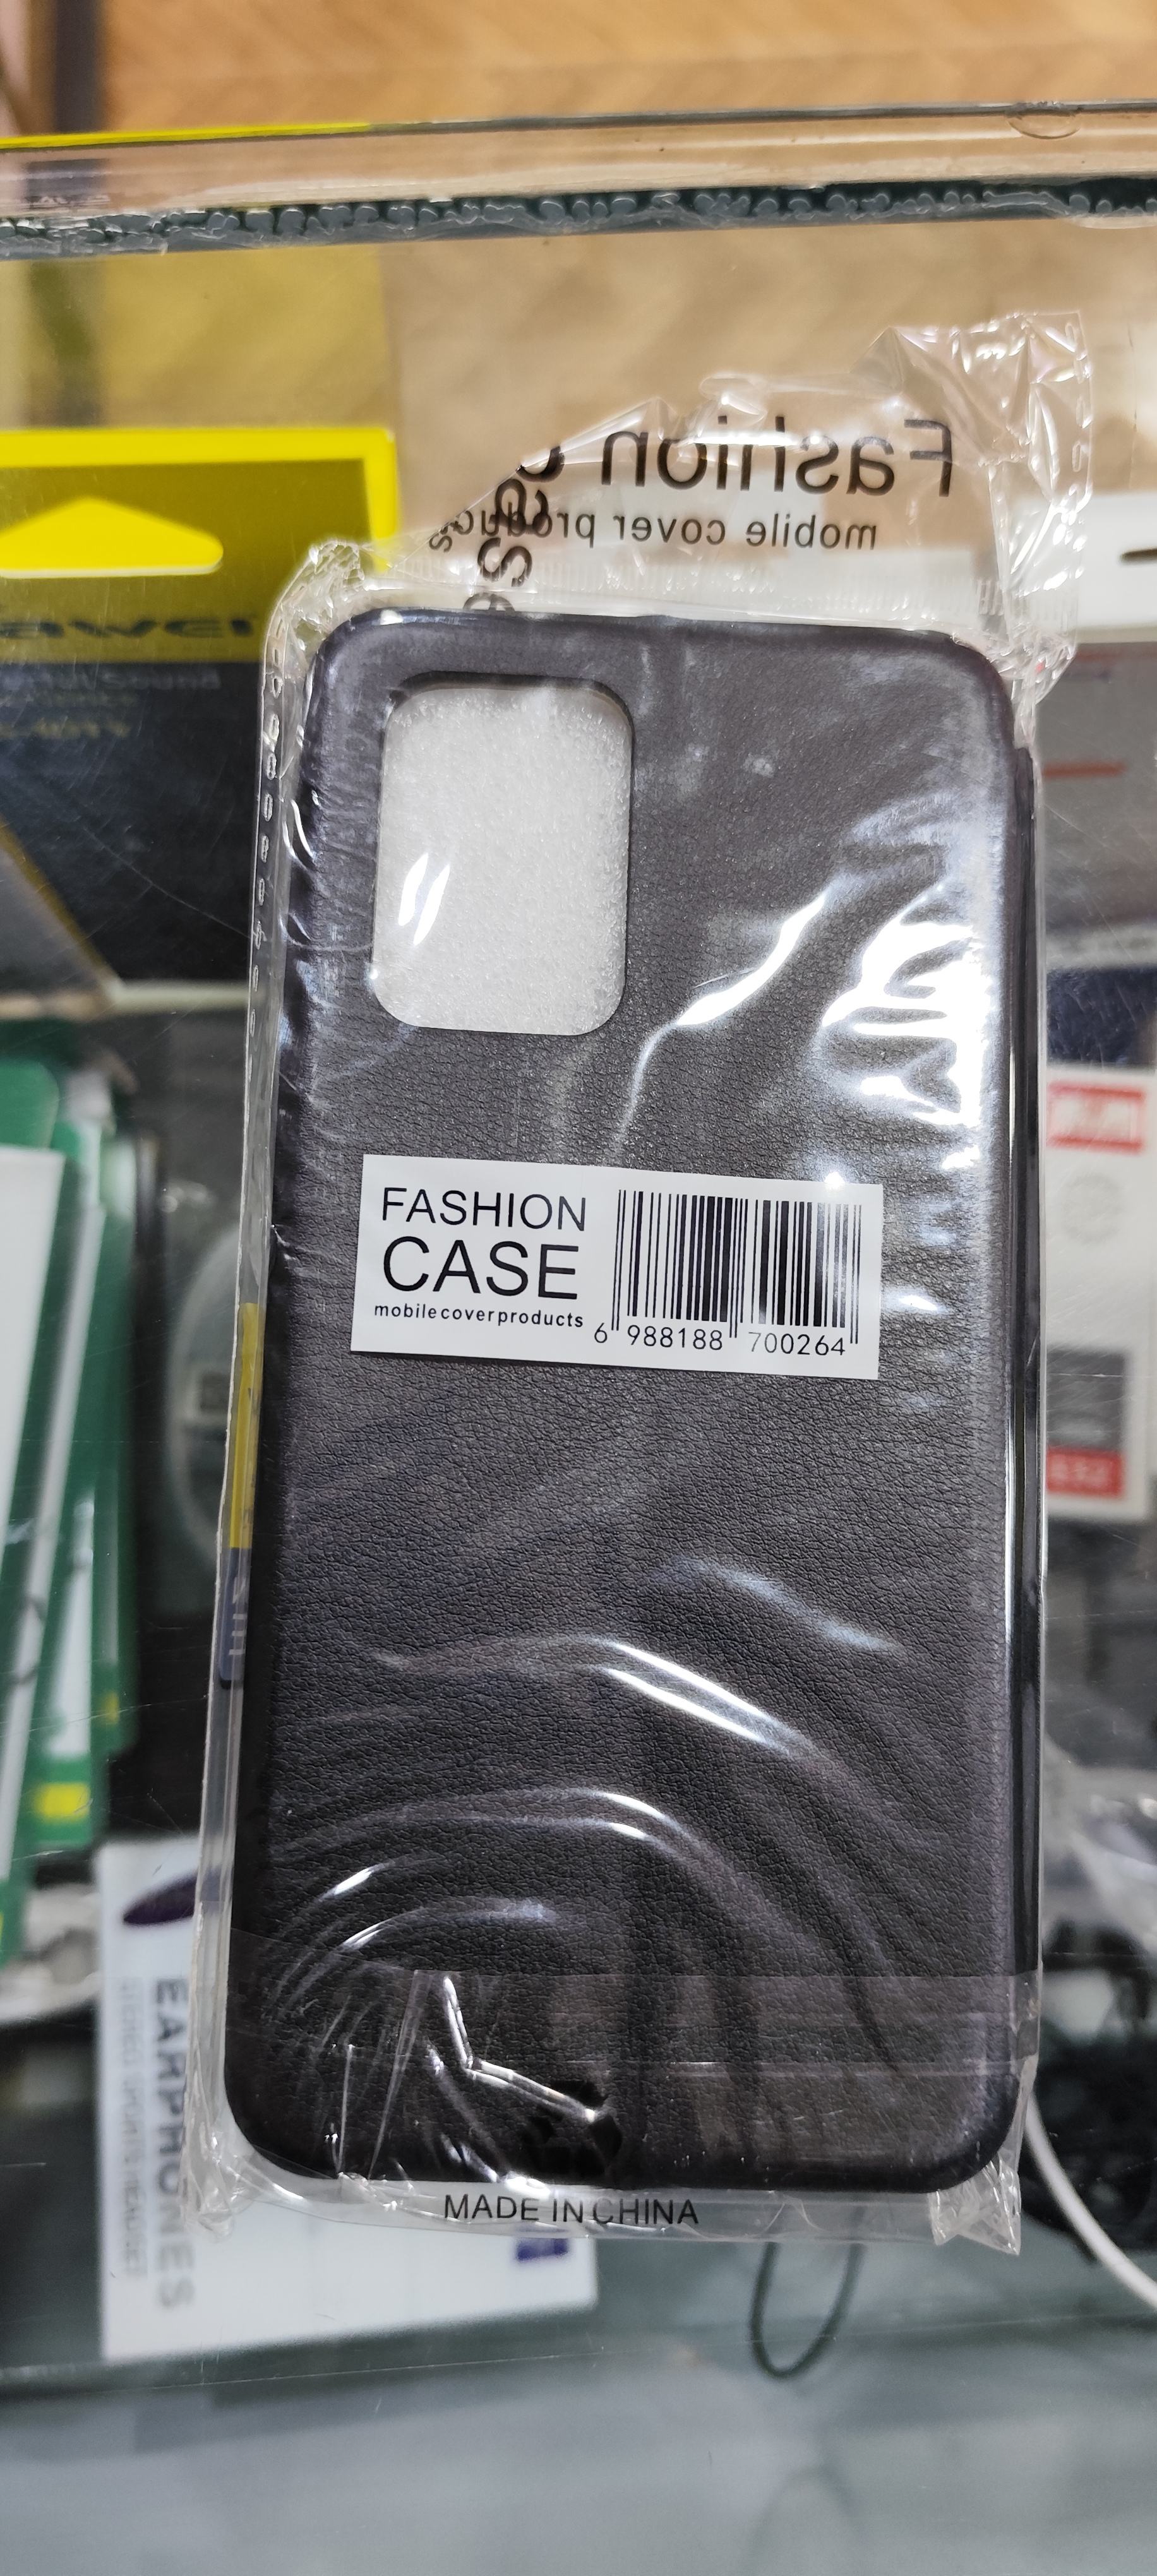 Fashion
mobile cover produc
FASHION
CASE
mobilecoverproducts
6 988188 700264
MADE IN CHINA
EARPHONES